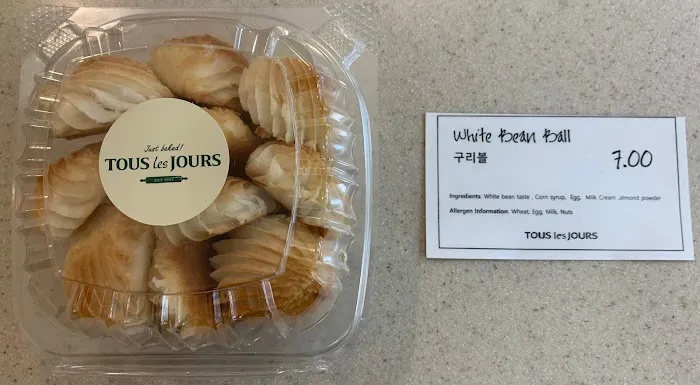 Just baked!
TOUS les JOURS
White Bean Ball
구리볼
7.00
Ingredients: White bean taste , Corn syrup, Egg, Milk Cream ,almond powder
Allergen Information: Wheat, Egg, Milk, Nuts
TOUS les JOURS